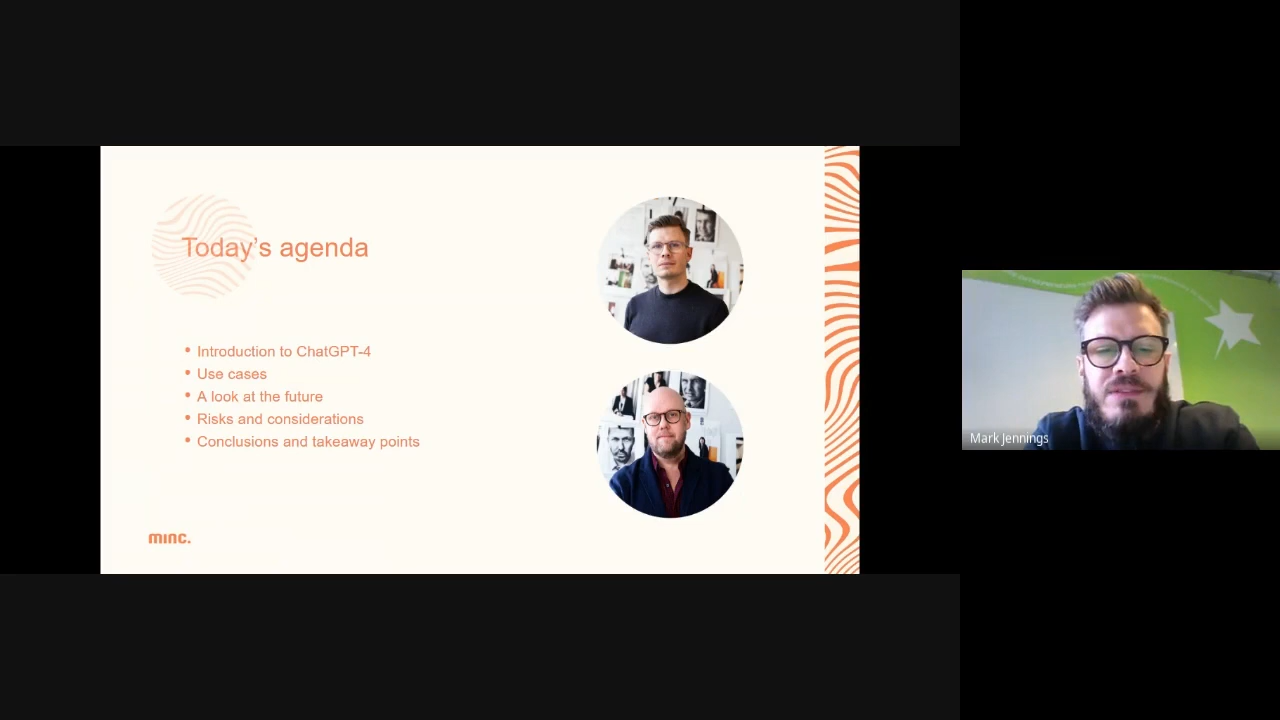 Today's agenda
• Introduction to ChatGPT-4
• Use cases
• A look at the future
• Risks and considerations
• Conclusions and takeaway points
minc.
Mark Jennings